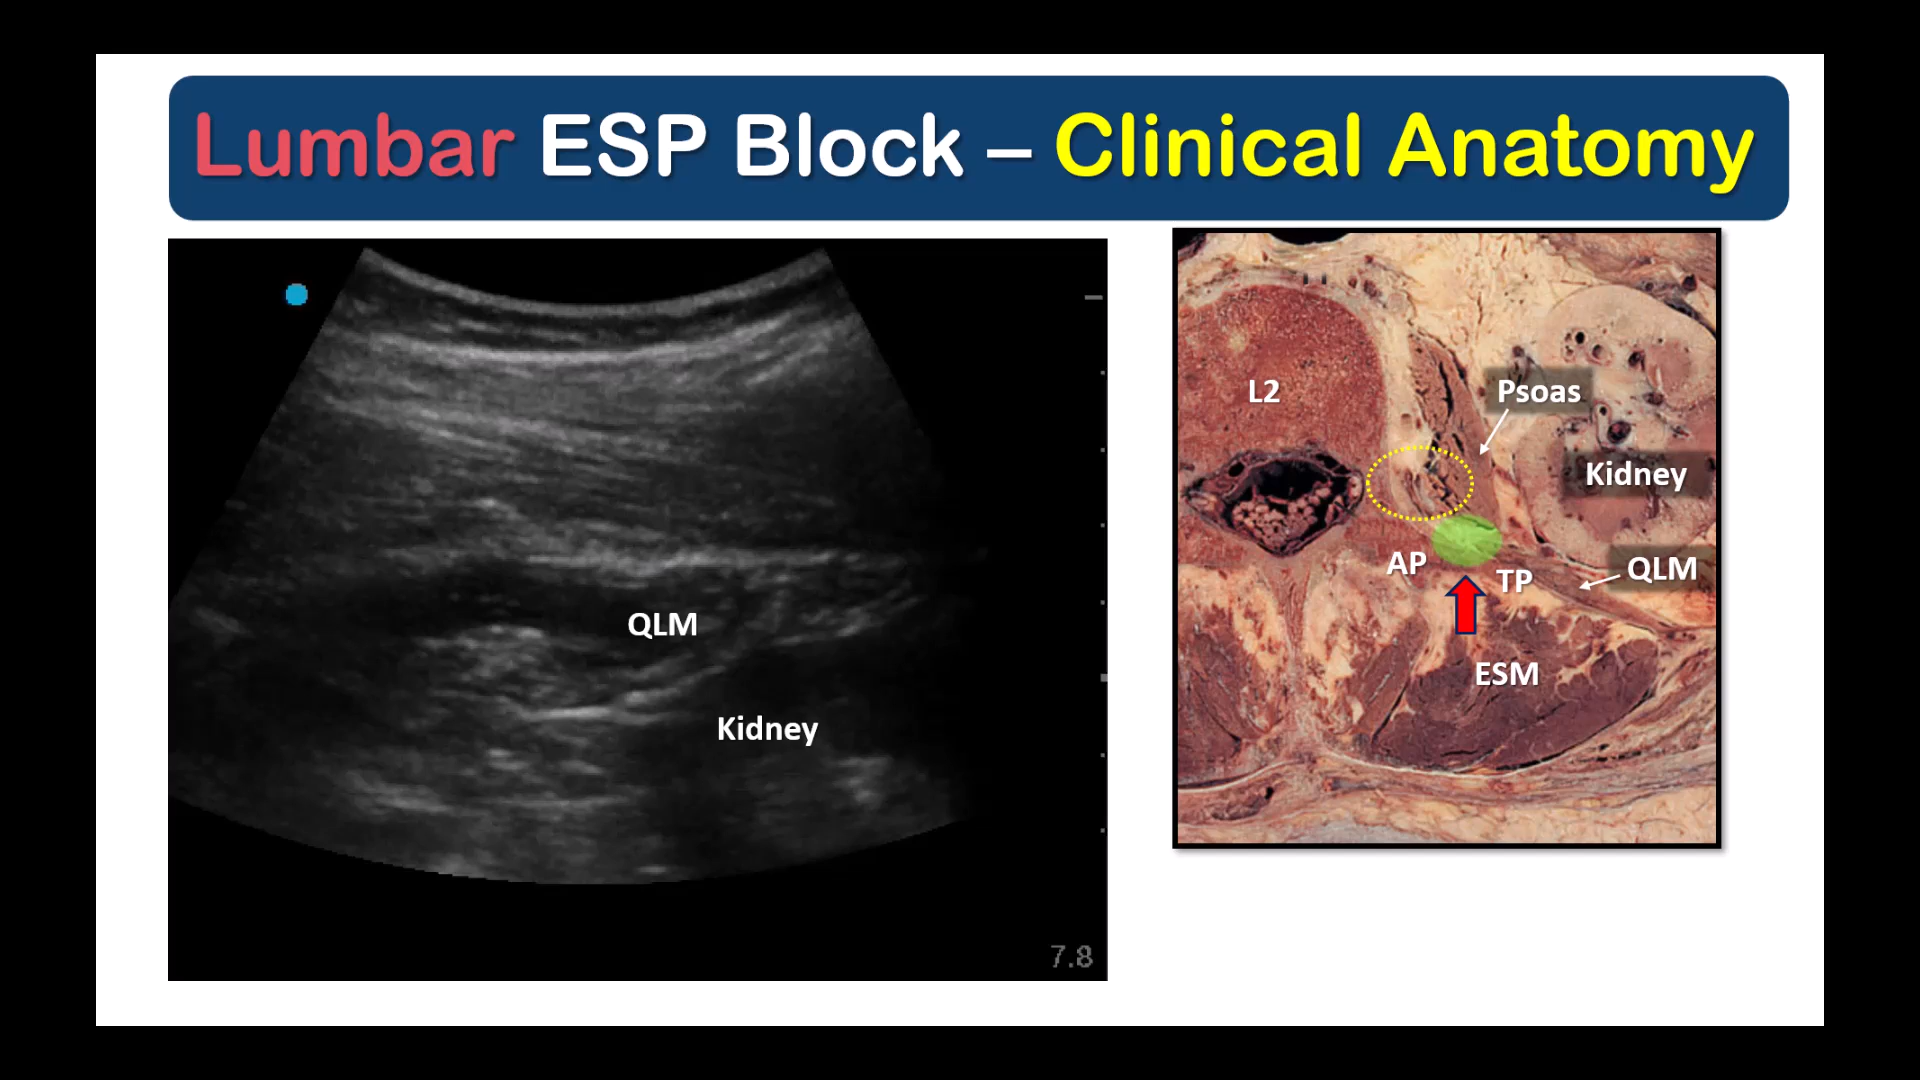 Lumbar ESP Block – Clinical Anatomy
QLM
Kidney
7.8
L2
Psoas
Kidney
AP
TP
QLM
ESM